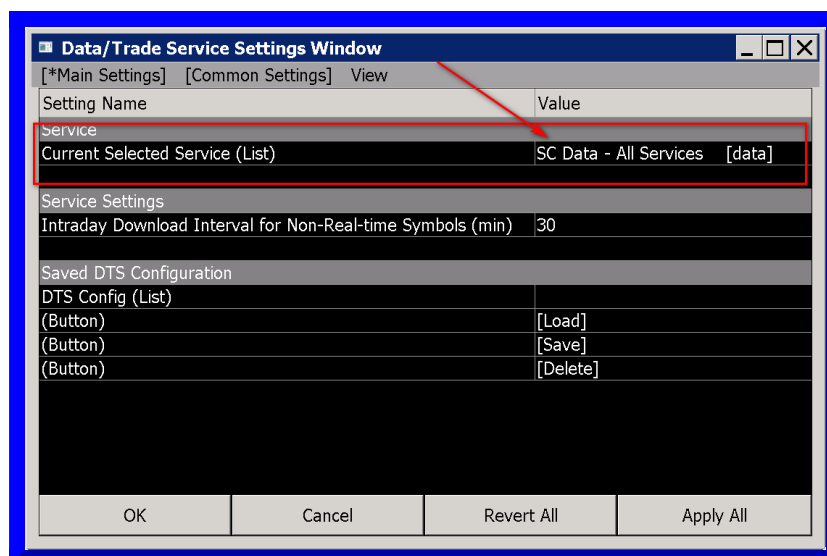 Data/Trade Service Settings Window
[*Main Settings] [Common Settings] View
Setting Name Value
Service
Current Selected Service (List) SC Data - All Services [data]
Service Settings
Intraday Download Interval for Non-Real-time Symbols (min) 30
Saved DTS Configuration
DTS Config (List)
(Button) [Load]
(Button) [Save]
(Button) [Delete]
OK Cancel Revert All Apply All